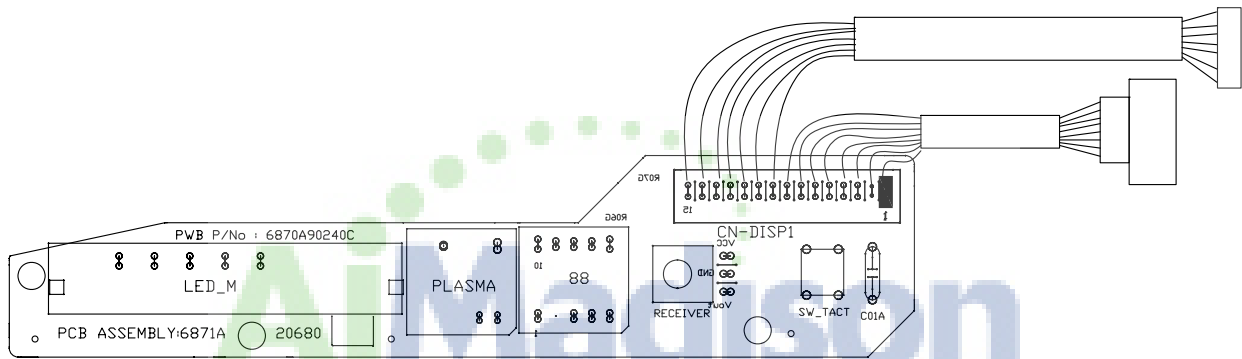 R07G
15
1
R06G
CN-DISP1
PWB P/No : 6870A90240C
VCC
10
88
GND
LED_M
PLASMA
Vout
RECEIVER
SW_TACT
C01A
1
PCB ASSEMBLY:6871A 20680
AiMadison